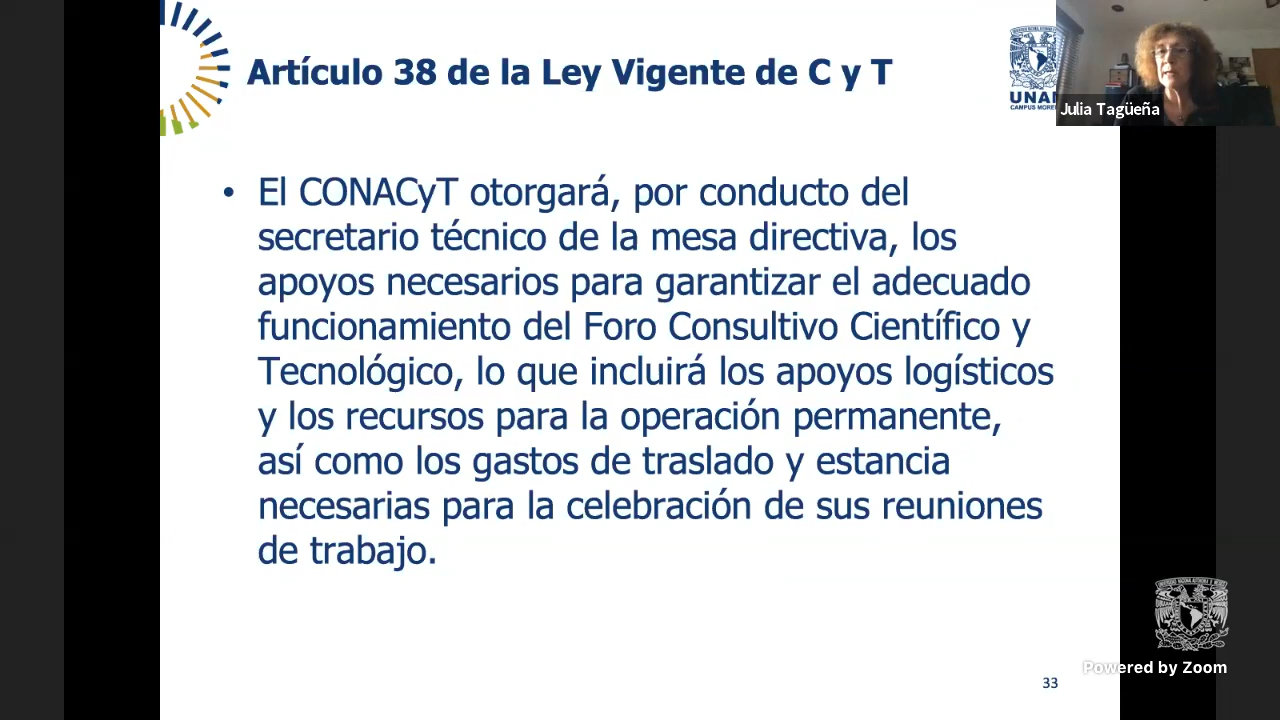 Artículo 38 de la Ley Vigente de C y T
UNAM
CAMPUS MORE
Julia Tagüeña
• El CONACyT otorgará, por conducto del
secretario técnico de la mesa directiva, los
apoyos necesarios para garantizar el adecuado
funcionamiento del Foro Consultivo Científico y
Tecnológico, lo que incluirá los apoyos logísticos
y los recursos para la operación permanente,
así como los gastos de traslado y estancia
necesarias para la celebración de sus reuniones
de trabajo.
Powered by Zoom
33